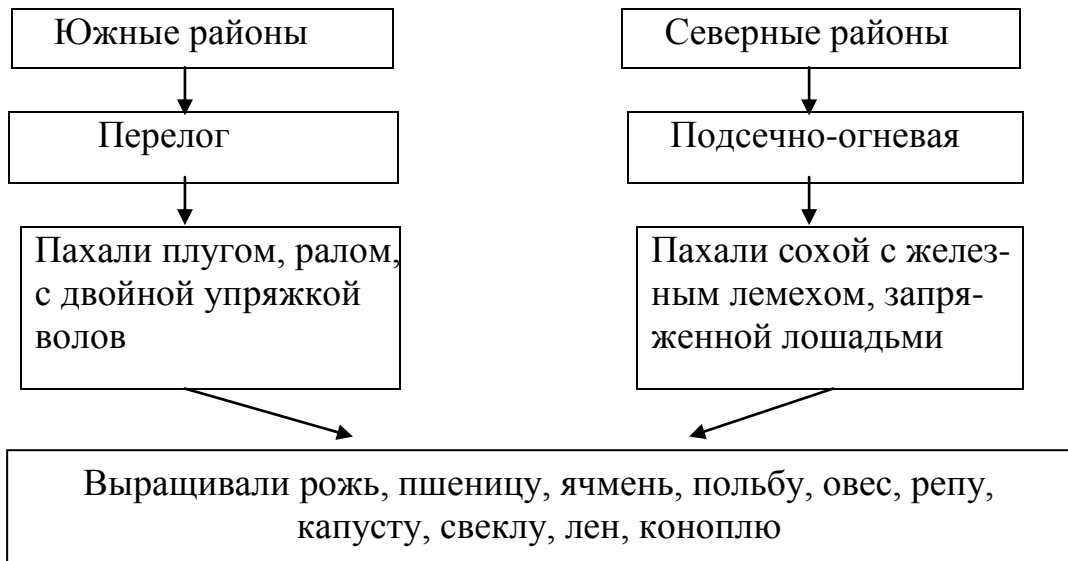 Южные районы
Северные районы
Перелог
Подсечно-огневая
Пахали плугом, ралом,
с двойной упряжкой
волов
Пахали сохой с желез-
ным лемехом, запря-
женной лошадьми
Выращивали рожь, пшеницу, ячмень, польбу, овес, репу,
капусту, свеклу, лен, коноплю